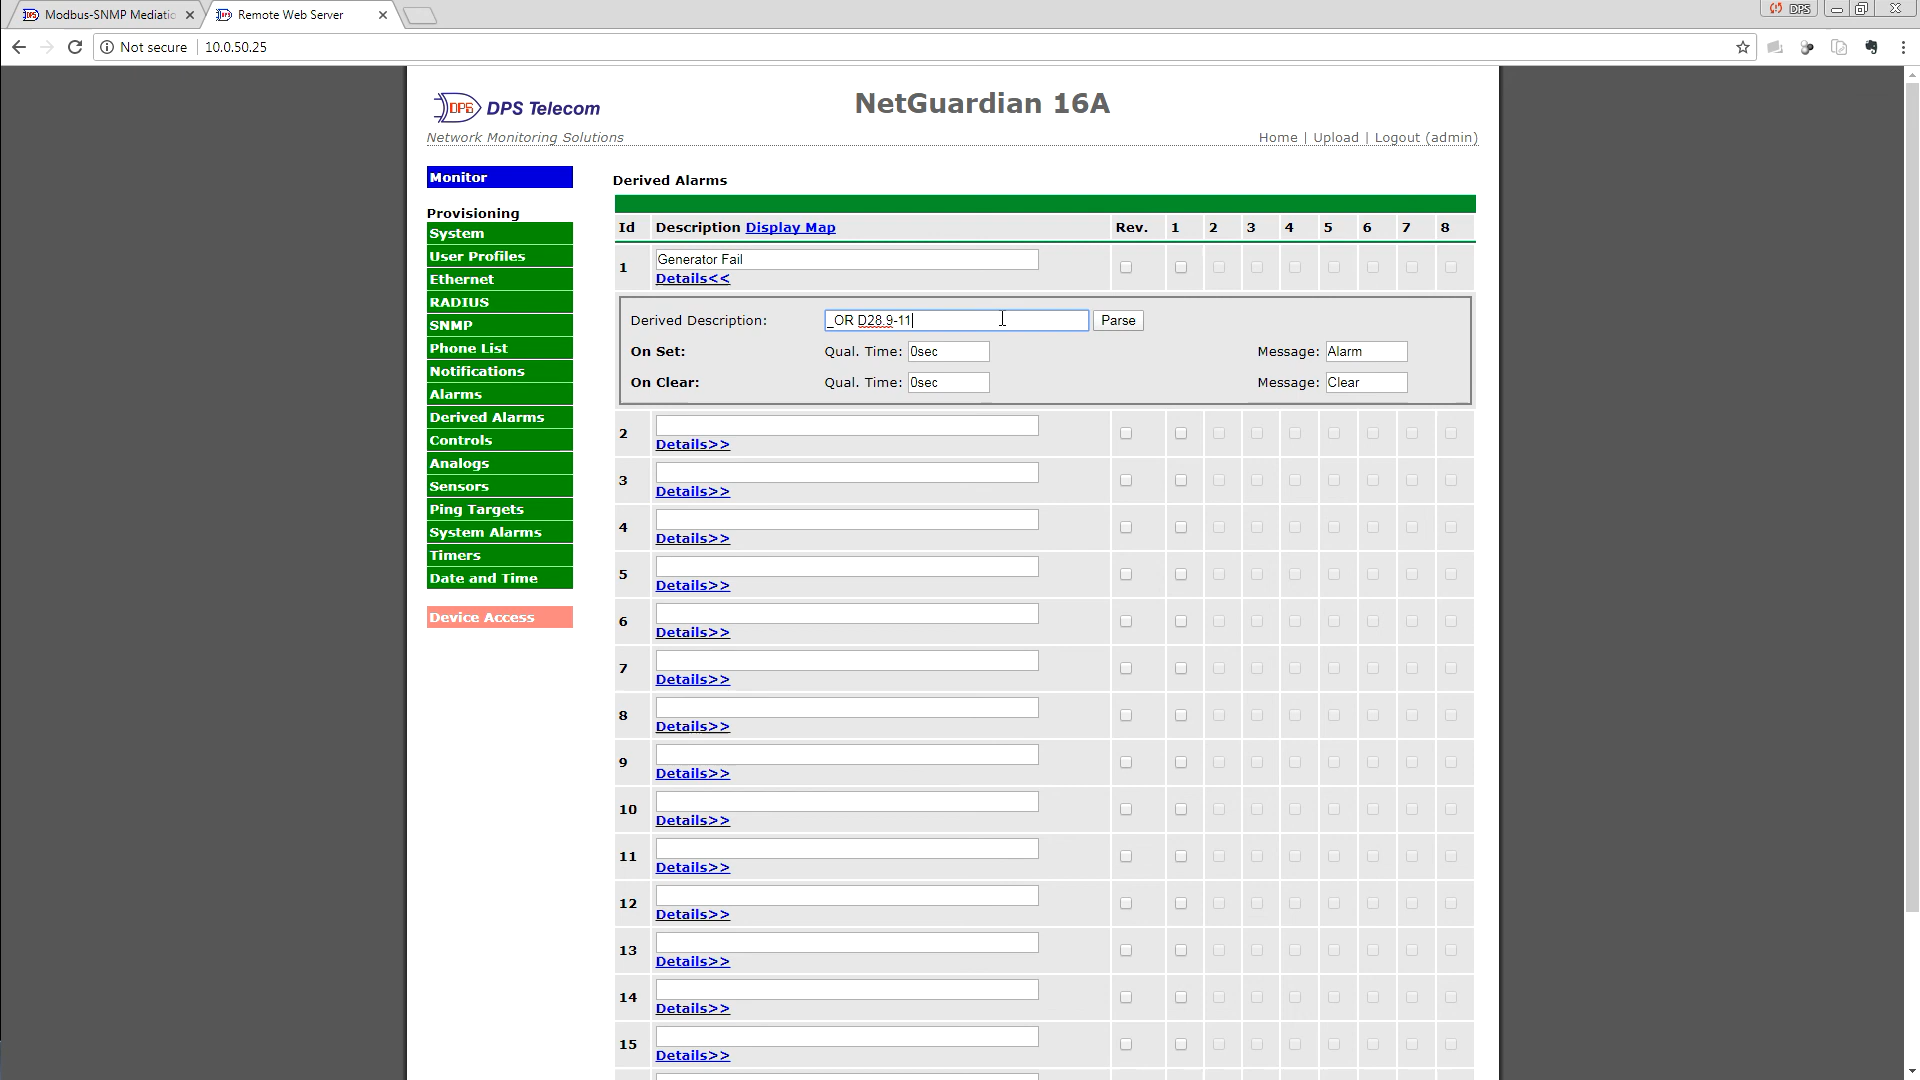 Modbus-SNMP Mediatio
Remote Web Server
DPS
Not secure
10.0.50.25
DPS
DPS Telecom
NetGuardian 16A
Network Monitoring Solutions
Home | Upload | Logout (admin)
Monitor
Provisioning
System
User Profiles
Ethernet
RADIUS
SNMP
Phone List
Notifications
Alarms
Derived Alarms
Controls
Analogs
Sensors
Ping Targets
System Alarms
Timers
Date and Time
Device Access
Derived Alarms
Id Description Display Map Rev. 1 2 3 4 5 6 7 8
1 Generator Fail
Details<<
Derived Description: _OR D28.9-11 Parse
On Set: Qual. Time: 0sec Message: Alarm
On Clear: Qual. Time: 0sec Message: Clear
2
Details>>
3
Details>>
4
Details>>
5
Details>>
6
Details>>
7
Details>>
8
Details>>
9
Details>>
10
Details>>
11
Details>>
12
Details>>
13
Details>>
14
Details>>
15
Details>>